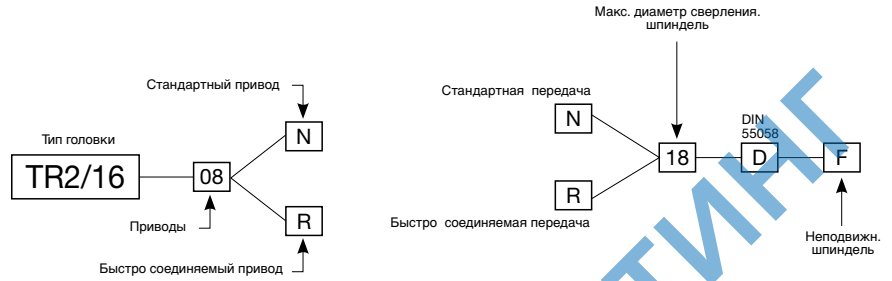 Тип головки
TR2/16
08
Приводы
Стандартный привод
N
R
Быстро соединяемый привод
Макс. диаметр сверления.
шпиндель
Стандартная передача
N
R
Быстро соединяемая передача
18
DIN
55058
D
F
Неподвижн.
шпиндель
ТИНГ